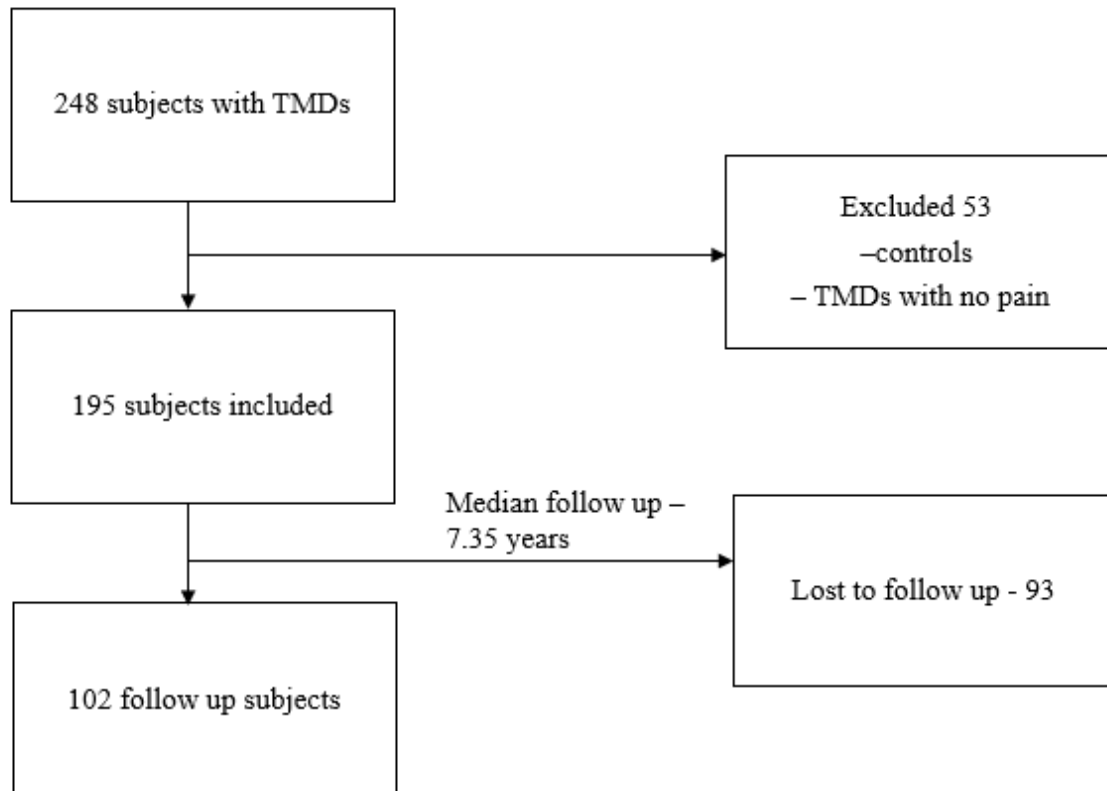 248 subjects with TMDs
Excluded 53
–controls
– TMDs with no pain
195 subjects included
Median follow up –
7.35 years
Lost to follow up - 93
102 follow up subjects